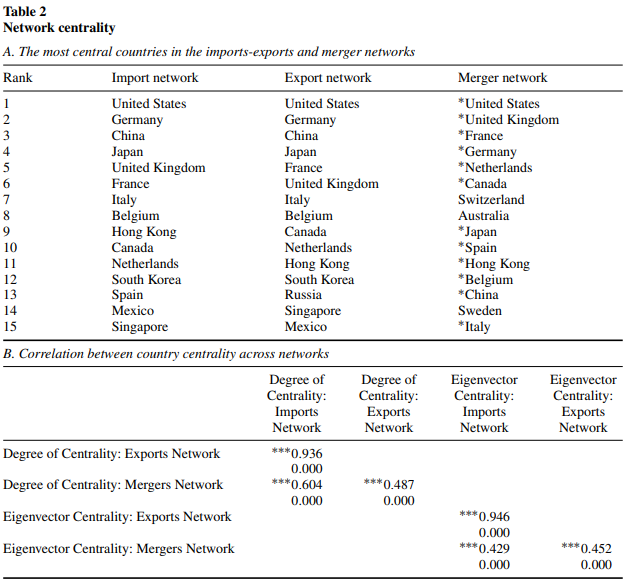 Table 2
Network centrality
A. The most central countries in the imports-exports and merger networks
Rank Import network Export network Merger network
1 United States United States *United States
2 Germany Germany *United Kingdom
3 China China *France
4 Japan Japan *Germany
5 United Kingdom France *Netherlands
6 France United Kingdom *Canada
7 Italy Italy Switzerland
8 Belgium Belgium Australia
9 Hong Kong Canada *Japan
10 Canada Netherlands *Spain
11 Netherlands Hong Kong *Hong Kong
12 South Korea South Korea *Belgium
13 Spain Russia *China
14 Mexico Singapore Sweden
15 Singapore Mexico *Italy
B. Correlation between country centrality across networks
Degree of Degree of Eigenvector Eigenvector
Centrality: Centrality: Centrality: Centrality:
Imports Exports Imports Exports
Network Network Network Network
Degree of Centrality: Exports Network ***0.936
0.000
Degree of Centrality: Mergers Network ***0.604 ***0.487
0.000 0.000
Eigenvector Centrality: Exports Network ***0.946
0.000
Eigenvector Centrality: Mergers Network ***0.429 ***0.452
0.000 0.000